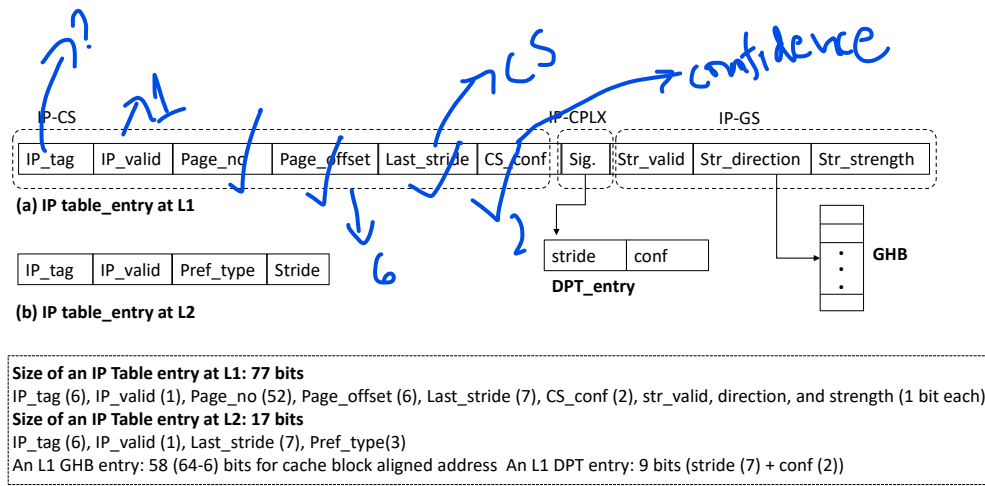 ?
CS
confidence
1
IP-CS
IP-CPLX
IP-GS
IP_tag IP_valid Page_no Page_offset Last_stride CS_conf Sig. Str_valid Str_direction Str_strength
(a) IP table_entry at L1
6
2
IP_tag IP_valid Pref_type Stride
stride conf
GHB
DPT_entry
(b) IP table_entry at L2
Size of an IP Table entry at L1: 77 bits
IP_tag (6), IP_valid (1), Page_no (52), Page_offset (6), Last_stride (7), CS_conf (2), str_valid, direction, and strength (1 bit each)
Size of an IP Table entry at L2: 17 bits
IP_tag (6), IP_valid (1), Last_stride (7), Pref_type(3)
An L1 GHB entry: 58 (64-6) bits for cache block aligned address An L1 DPT entry: 9 bits (stride (7) + conf (2))